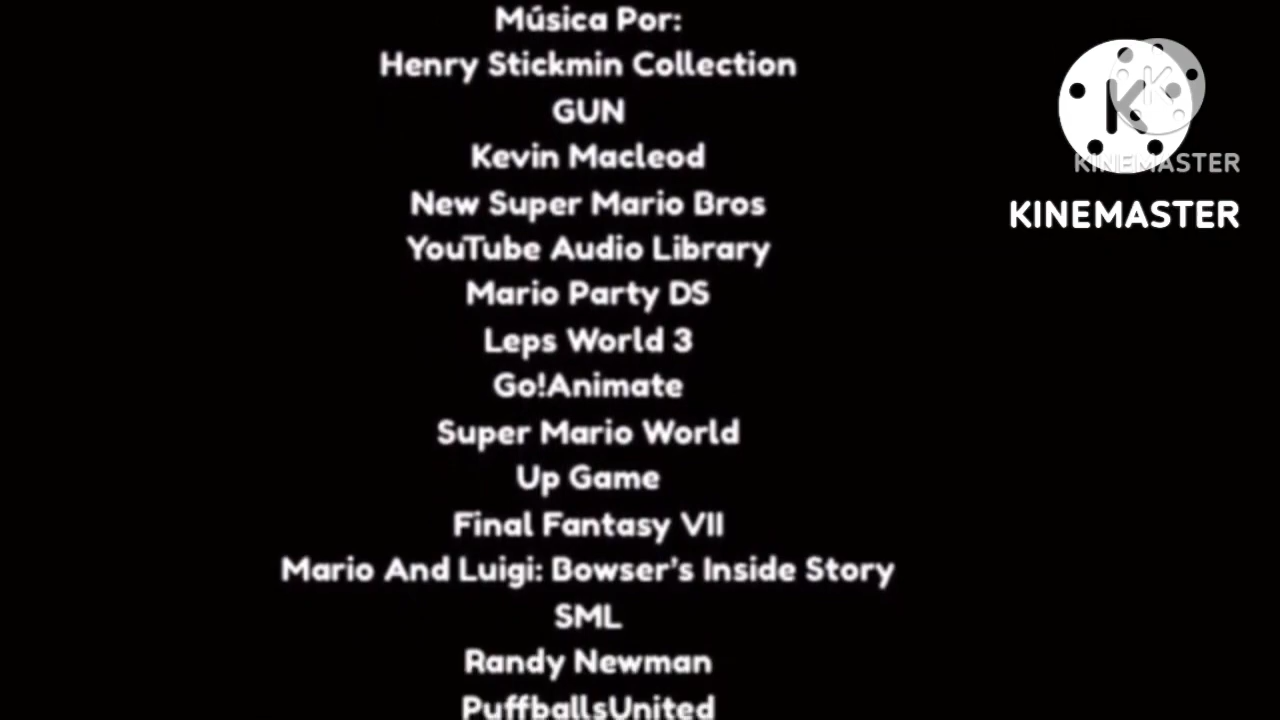 Música Por:
Henry Stickmin Collection
GUN
Kevin Macleod
New Super Mario Bros
YouTube Audio Library
Mario Party DS
Leps World 3
Go!Animate
Super Mario World
Up Game
Final Fantasy VII
Mario And Luigi: Bowser's Inside Story
SML
Randy Newman
PuffballsUnited
K
K
KINEMASTER
KINEMASTER